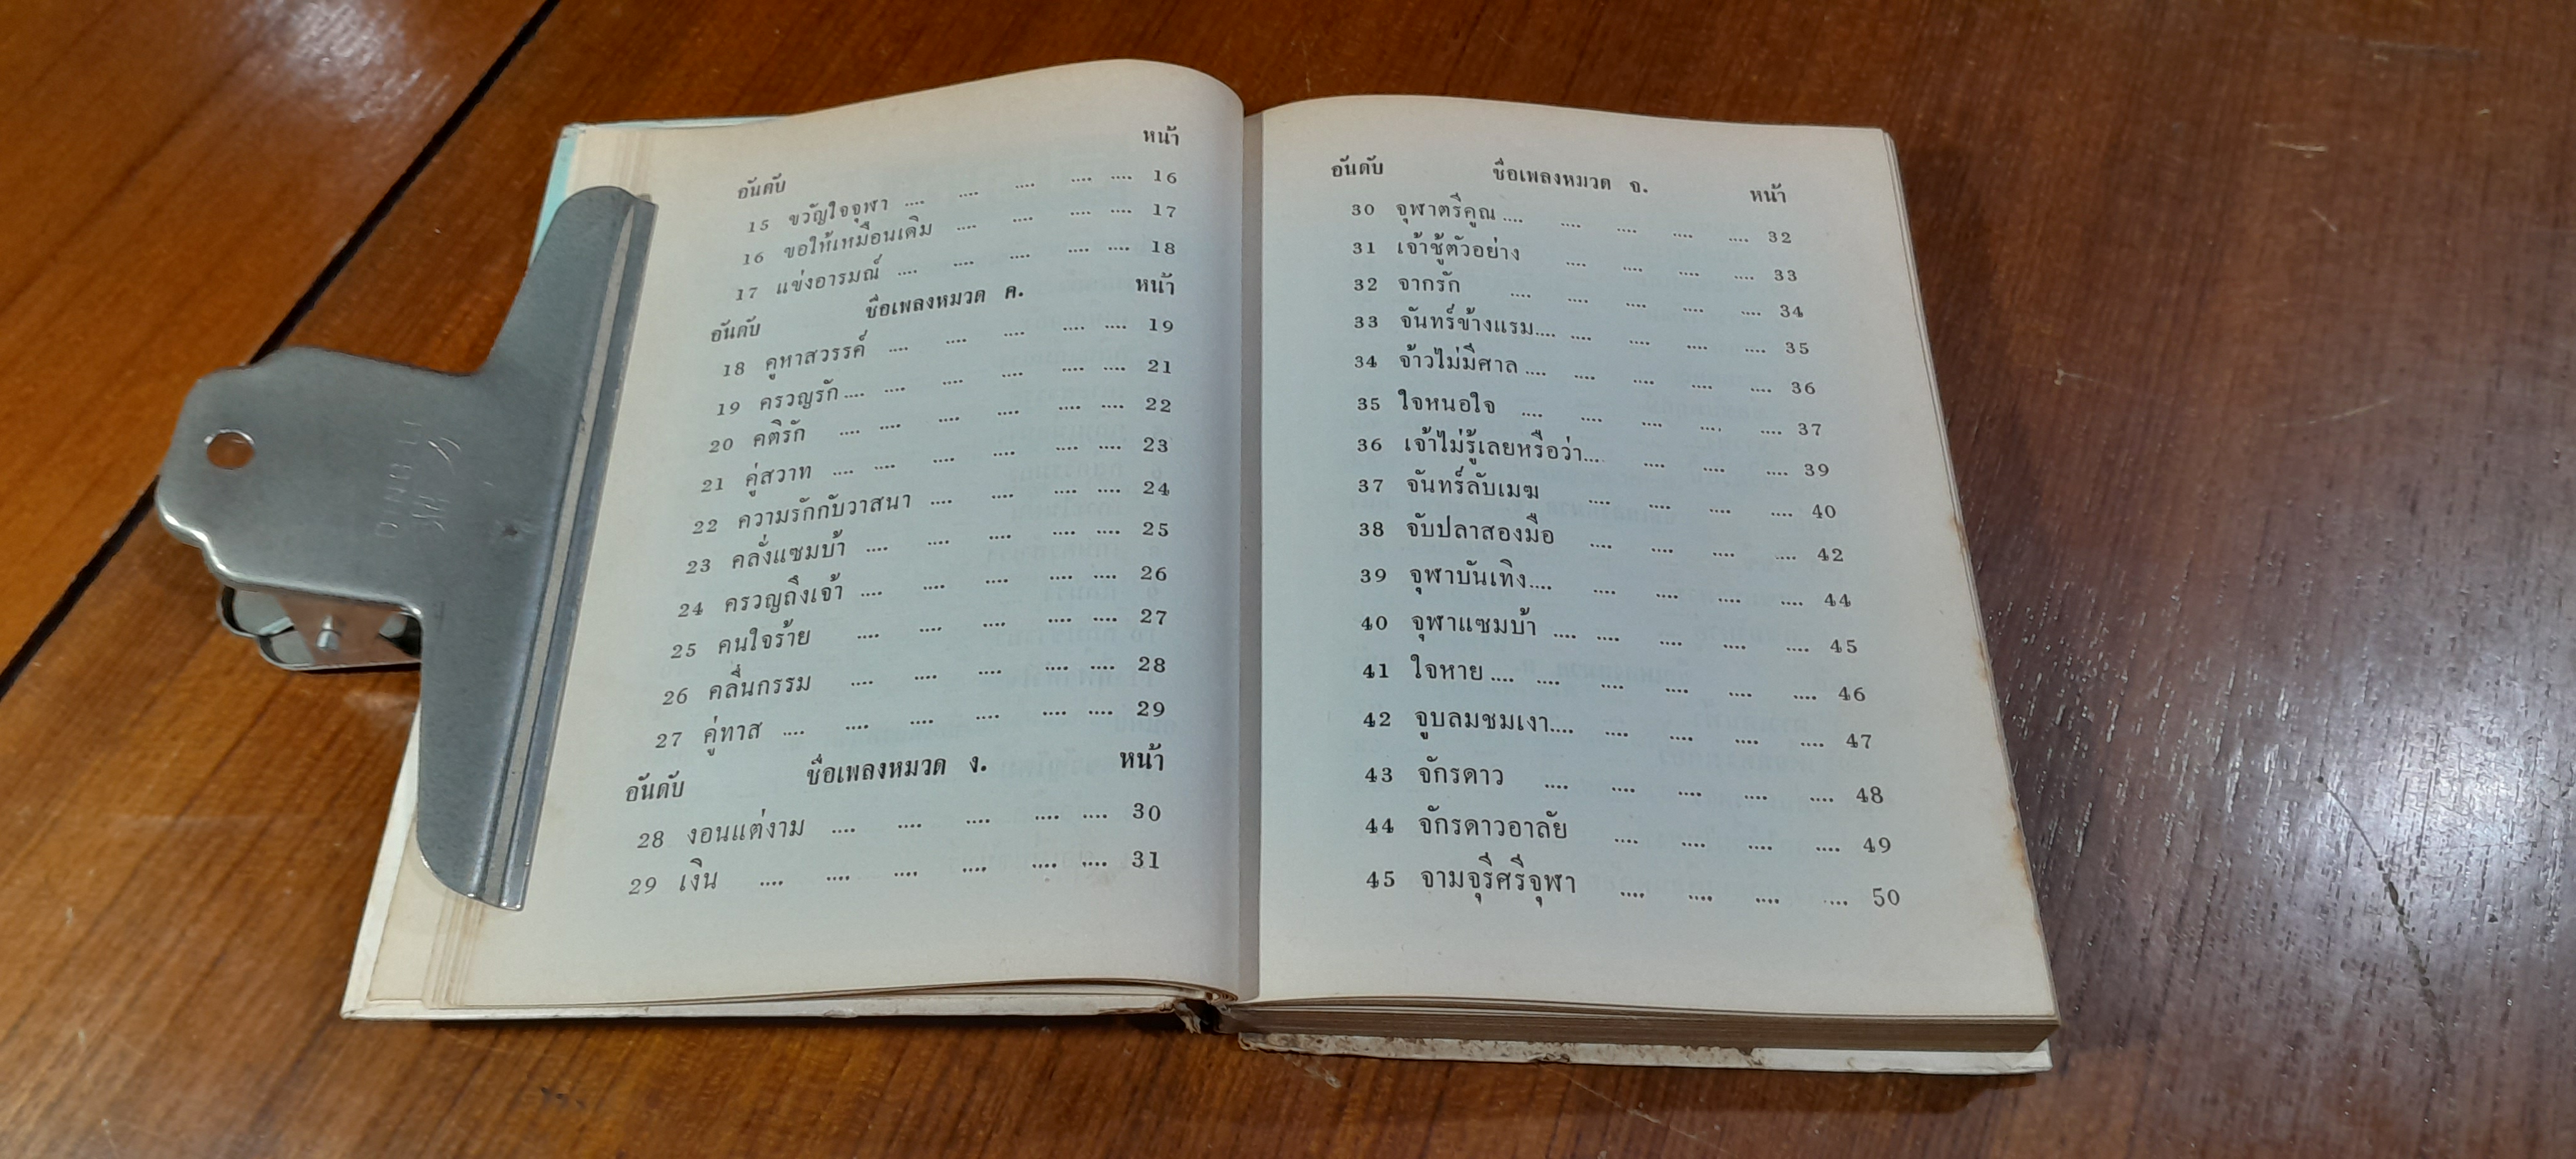 หน้า
อันดับ
15 ขวัญใจจุฬา .... .... .... .... .... 16
16 ขอให้เหมือนเดิม .... .... .... .... 17
17 แข่งอารมณ์ .... .... .... .... .... 18
อันดับ ชื่อเพลงหมวด ค. หน้า
18 คูหาสวรรค์ .... .... .... .... .... 19
19 ครวญรัก .... .... .... .... .... .... 21
20 คติรัก .... .... .... .... .... .... 22
21 คู่สวาท .... .... .... .... .... .... 23
22 ความรักกับวาสนา .... .... .... .... 24
23 คลั่งแซมบ้า .... .... .... .... .... 25
24 ครวญถึงเจ้า .... .... .... .... .... 26
25 คนใจร้าย .... .... .... .... .... 27
26 คลื่นกรรม .... .... .... .... .... 28
27 คู่ทาส .... .... .... .... .... .... 29
อันดับ ชื่อเพลงหมวด ง. หน้า
28 งอนแต่งาม .... .... .... .... .... 30
29 เงิน .... .... .... .... .... .... 31
อันดับ ชื่อเพลงหมวด จ. หน้า
30 จุฬาตรีคูณ .... .... .... .... .... 32
31 เจ้าชู้ตัวอย่าง .... .... .... .... 33
32 จากรัก .... .... .... .... .... 34
33 จันทร์ข้างแรม .... .... .... .... .... 35
34 จ้าวไม่มีศาล .... .... .... .... .... 36
35 ใจหนอใจ .... .... .... .... .... 37
36 เจ้าไม่รู้เลยหรือว่า .... .... .... .... 39
37 จันทร์ลับเมฆ .... .... .... .... 40
38 จับปลาสองมือ .... .... .... .... 42
39 จุฬาบันเทิง .... .... .... .... .... 44
40 จุฬาแซมบ้า .... .... .... .... .... 45
41 ใจหาย .... .... .... .... .... .... 46
42 จูบลมชมเงา .... .... .... .... .... 47
43 จักรดาว .... .... .... .... .... 48
44 จักรดาวอาลัย .... .... .... .... 49
45 จามจุรีศรีจุฬา .... .... .... .... 50